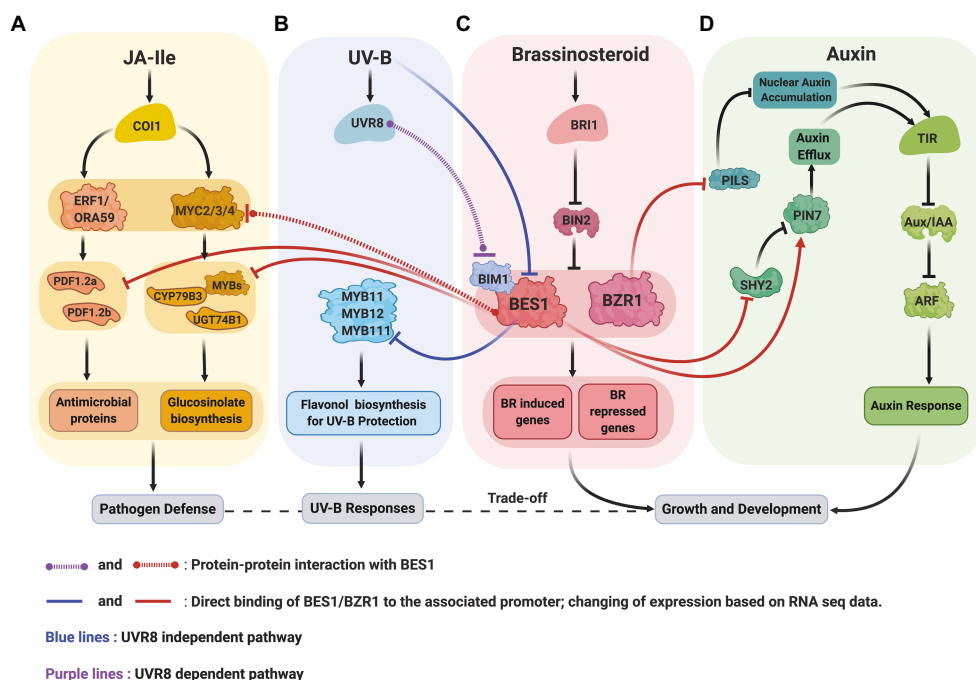 A
B
C
D
JA-Ile
COI1
ERF1/
ORA59
MYC2/3/4
PDF1.2a
PDF1.2b
MYBs
CYP79B3
UGT74B1
Antimicrobial
proteins
Glucosinolate
biosynthesis
Pathogen Defense
UV-B
UVR8
MYB11
MYB12
MYB111
Flavonol biosynthesis
for UV-B Protection
UV-B Responses
Brassinosteroid
BRI1
BIN2
BIM1
BES1
BZR1
BR induced
genes
BR
repressed
genes
Trade-off
Growth and Development
Auxin
Nuclear Auxin
Accumulation
TIR
Auxin
Efflux
PILS
PIN7
Aux/IAA
SHY2
ARF
Auxin Response
and : Protein-protein interaction with BES1
and : Direct binding of BES1/BZR1 to the associated promoter; changing of expression based on RNA seq data.
Blue lines : UVR8 independent pathway
Purple lines : UVR8 dependent pathway